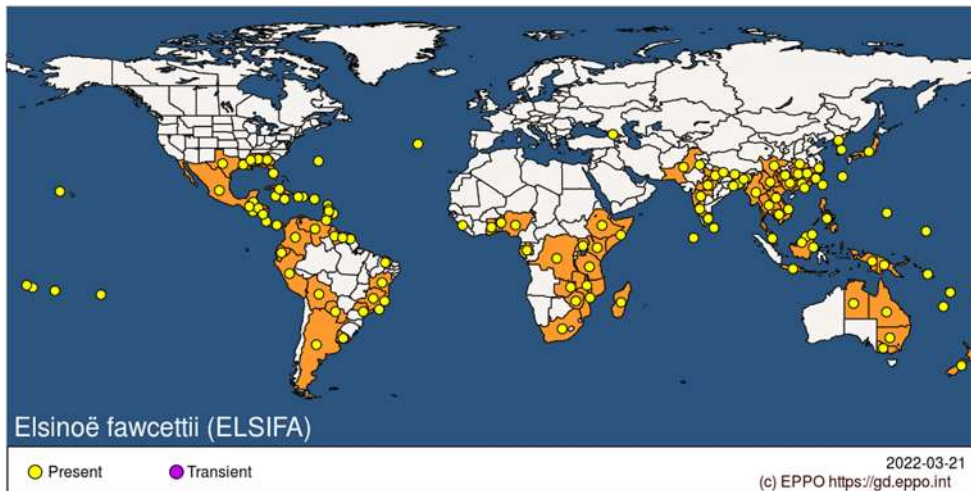 Elsinoë fawcettii (ELSIFA)
Present
Transient
2022-03-21
(c) EPPO https://gd.eppo.int